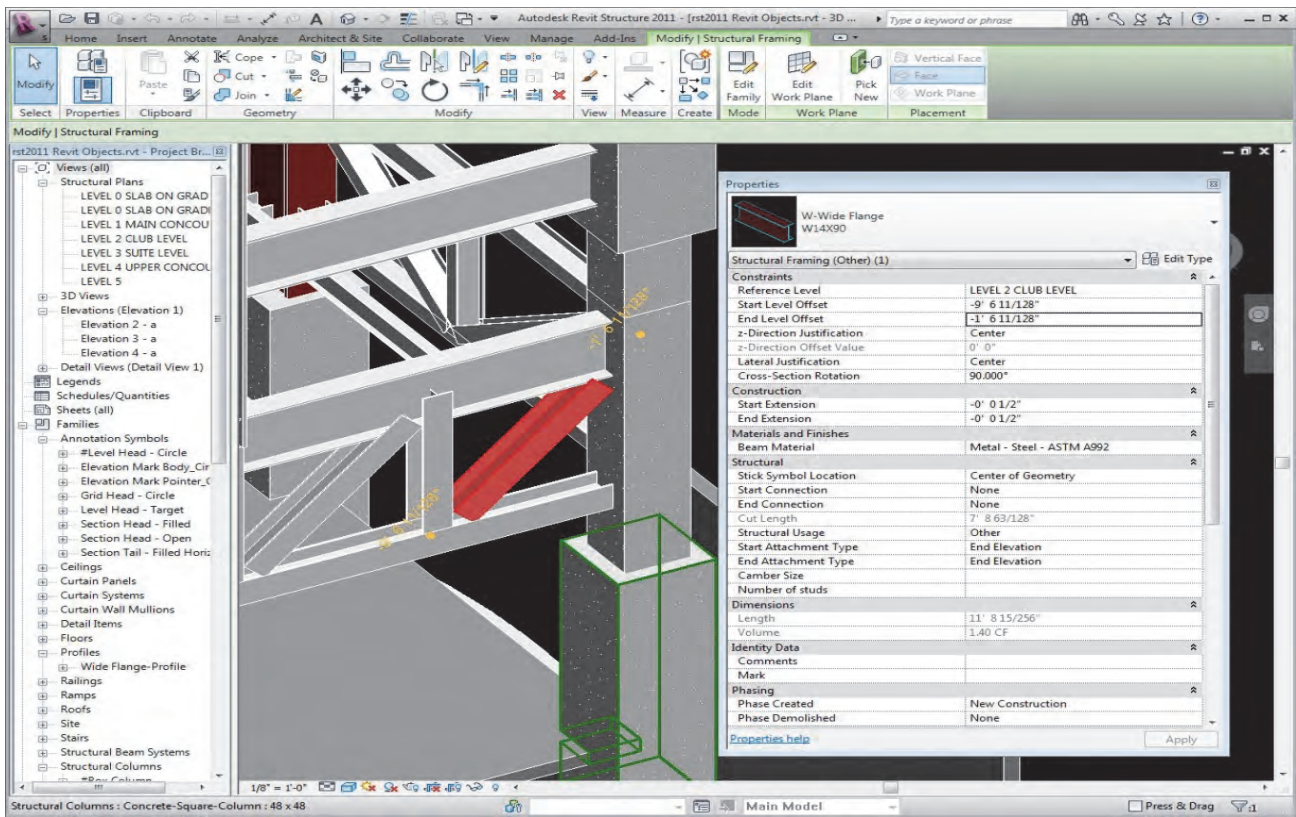 Autodesk Revit Structure 2011 - [rst2011 Revit Objects.rvt - 3D ...
Type a keyword or phrase
Home Insert Annotate Analyze Architect & Site Collaborate View Manage Add-Ins Modify | Structural Framing
Modify
Paste
Cope
Cut
Join
Edit Family
Edit Work Plane
Pick New
Vertical Face
Face
Work Plane
Select Properties Clipboard Geometry Modify View Measure Create Mode Work Plane Placement
Modify | Structural Framing
rst2011 Revit Objects.rvt - Project Br...
Views (all)
Structural Plans
LEVEL 0 SLAB ON GRAD
LEVEL 0 SLAB ON GRADI
LEVEL 1 MAIN CONCOU
LEVEL 2 CLUB LEVEL
LEVEL 3 SUITE LEVEL
LEVEL 4 UPPER CONCOL
LEVEL 5
3D Views
Elevations (Elevation 1)
Elevation 2 - a
Elevation 3 - a
Elevation 4 - a
Detail Views (Detail View 1)
Legends
Schedules/Quantities
Sheets (all)
Families
Annotation Symbols
#Level Head - Circle
Elevation Mark Body_Cir
Elevation Mark Pointer_C
Grid Head - Circle
Level Head - Target
Section Head - Filled
Section Head - Open
Section Tail - Filled Horiz
Ceilings
Curtain Panels
Curtain Systems
Curtain Wall Mullions
Detail Items
Floors
Profiles
Wide Flange-Profile
Railings
Ramps
Roofs
Site
Stairs
Structural Beam Systems
Structural Columns
#Box Column
6 11/128"
6 11/128"
Properties
W-Wide Flange
W14X90
Structural Framing (Other) (1) Edit Type
Constraints
Reference Level LEVEL 2 CLUB LEVEL
Start Level Offset -9' 6 11/128"
End Level Offset -1' 6 11/128"
z-Direction Justification Center
z-Direction Offset Value 0' 0"
Lateral Justification Center
Cross-Section Rotation 90.000°
Construction
Start Extension -0' 0 1/2"
End Extension -0' 0 1/2"
Materials and Finishes
Beam Material Metal - Steel - ASTM A992
Structural
Stick Symbol Location Center of Geometry
Start Connection None
End Connection None
Cut Length 7' 8 63/128"
Structural Usage Other
Start Attachment Type End Elevation
End Attachment Type End Elevation
Camber Size
Number of studs
Dimensions
Length 11' 8 15/256"
Volume 1.40 CF
Identity Data
Comments
Mark
Phasing
Phase Created New Construction
Phase Demolished None
Properties help Apply
1/8" = 1'-0"
Structural Columns : Concrete-Square-Column : 48 x 48
Main Model
Press & Drag
:1